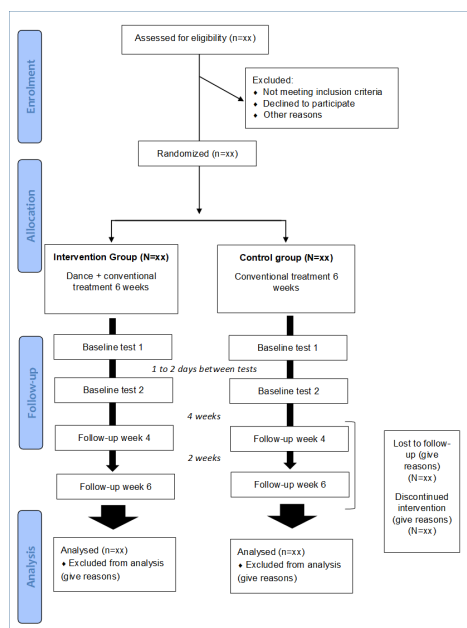 Enrolment
Assessed for eligibility (n=xx)
Excluded:
♦ Not meeting inclusion criteria
♦ Declined to participate
♦ Other reasons
Randomized (n=xx)
Allocation
Intervention Group (N=xx)
Dance + conventional
treatment 6 weeks
Control group (N=xx)
Conventional treatment 6
weeks
Follow-up
Baseline test 1
Baseline test 1
1 to 2 days between tests
Baseline test 2
Baseline test 2
4 weeks
Follow-up week 4
Follow-up week 4
2 weeks
Follow-up week 6
Follow-up week 6
Lost to follow-
up (give
reasons)
(N=xx)
Discontinued
intervention
(give reasons)
(N=xx)
Analysis
Analysed (n=xx)
♦ Excluded from analysis
(give reasons)
Analysed (n=xx)
♦ Excluded from analysis
(give reasons)